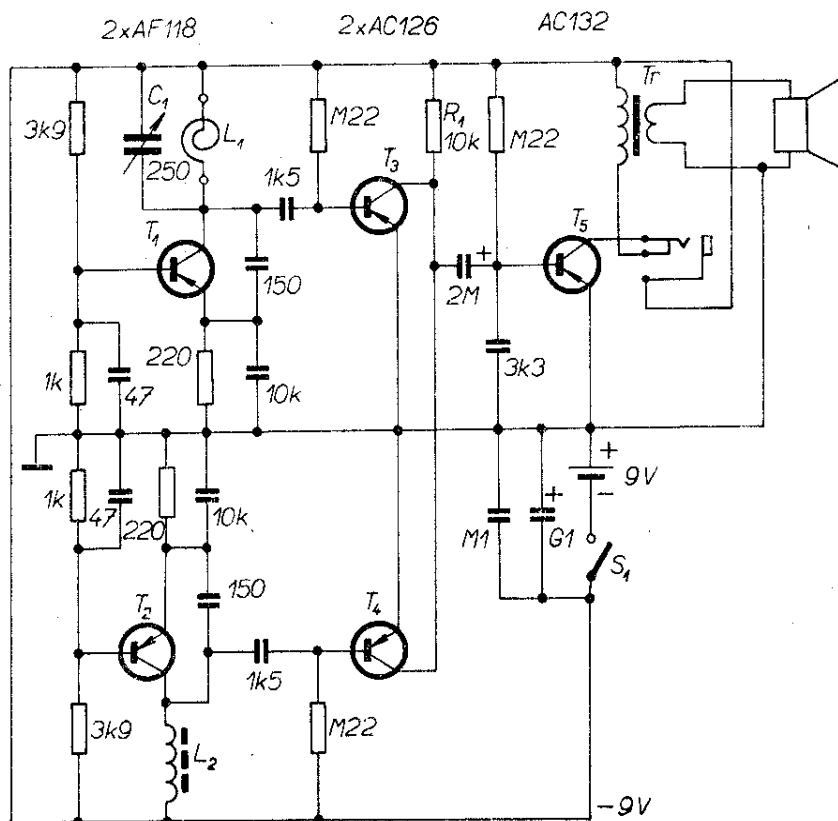 2xAF118
2xAC126
AC132
3k9
C1
250
L1
M22
R1
10k
M22
Tr
1k5
T3
T1
T5
150
2M
+
1k
47
220
10k
3k3
1k
47
220
10k
M1
+
G1
+
-
9V
S1
T2
150
T4
1k5
3k9
L2
M22
-9V